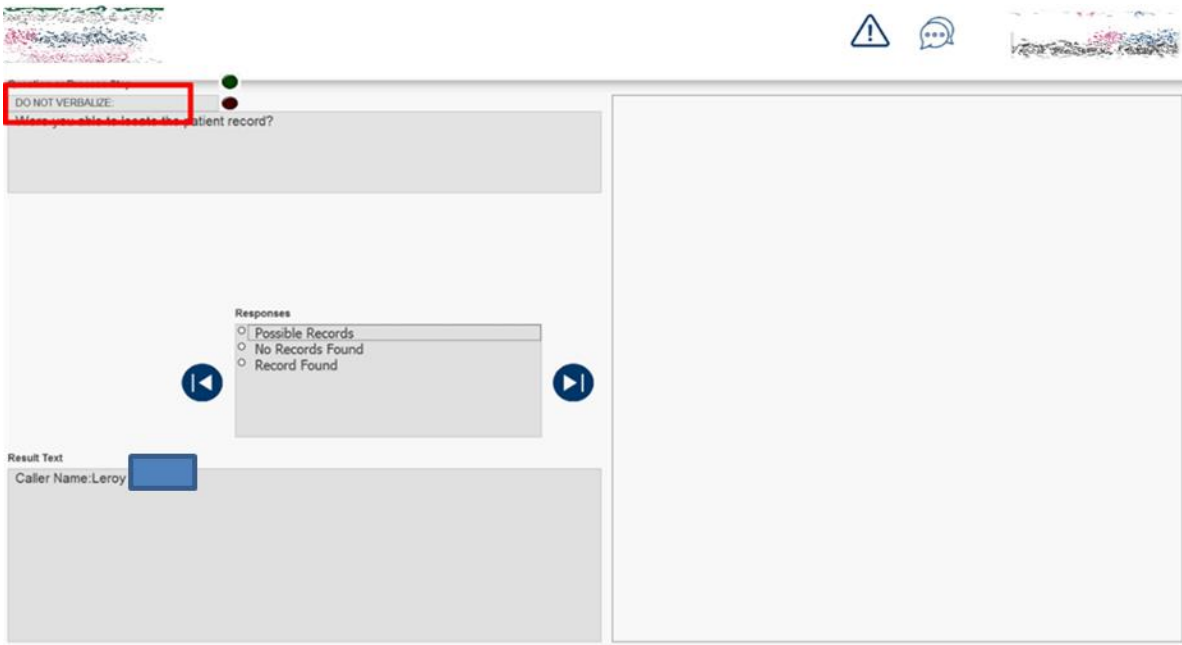 DO NOT VERBALIZE:
Were you able to locate the patient record?
Responses
Possible Records
No Records Found
Record Found
Result Text
Caller Name:Leroy